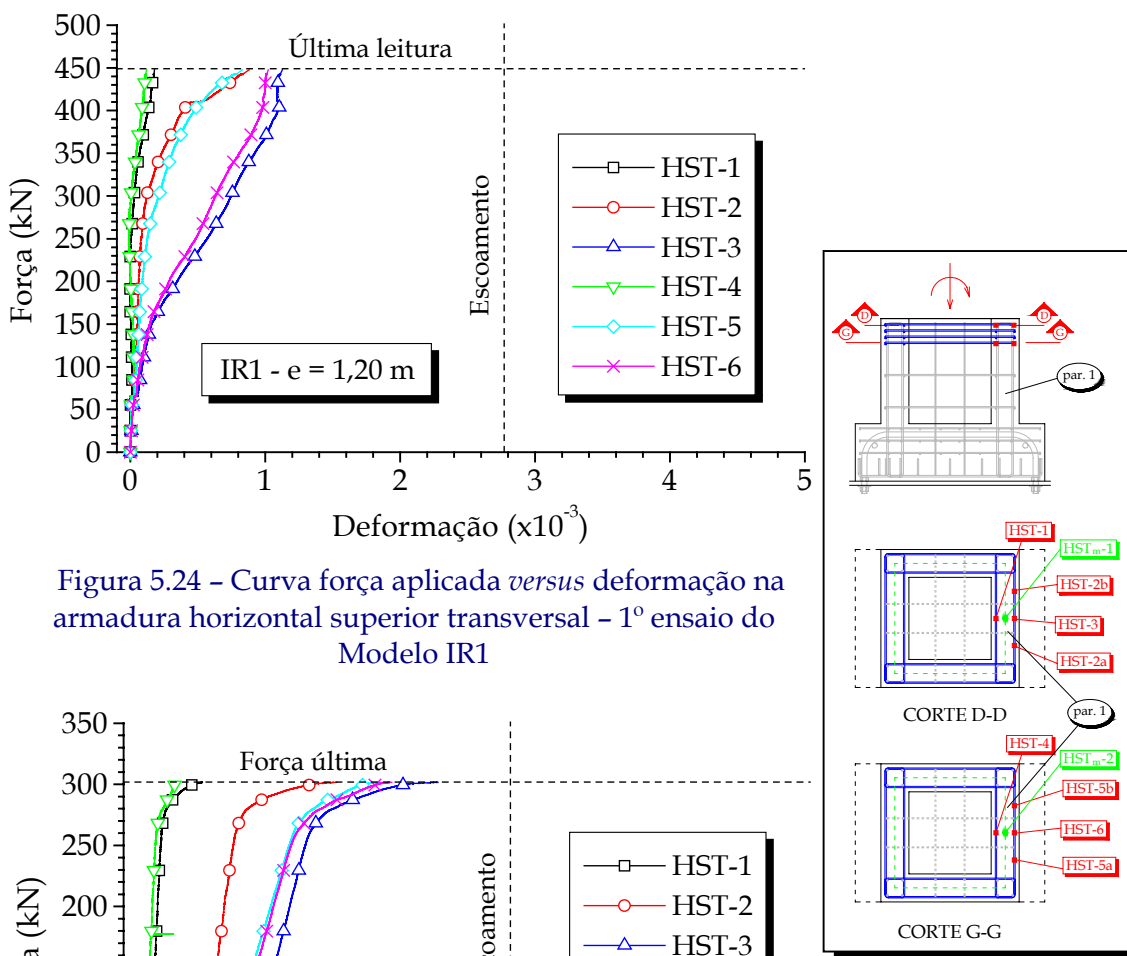 500
450
400
350
300
250
200
150
100
50
0
Força (kN)
Última leitura
Escoamento
IR1 - e = 1,20 m
HST-1
HST-2
HST-3
HST-4
HST-5
HST-6
0 1 2 3 4 5
Deformação (x10⁻³)
Figura 5.24 – Curva força aplicada versus deformação na
armadura horizontal superior transversal – 1º ensaio do
Modelo IR1
350
300
250
200
Força última
HST-1
HST-2
HST-3
D D
G G
par. 1
HST-1
HSTm-1
HST-2b
HST-3
HST-2a
CORTE D-D
par. 1
HST-4
HSTm-2
HST-5b
HST-6
HST-5a
CORTE G-G